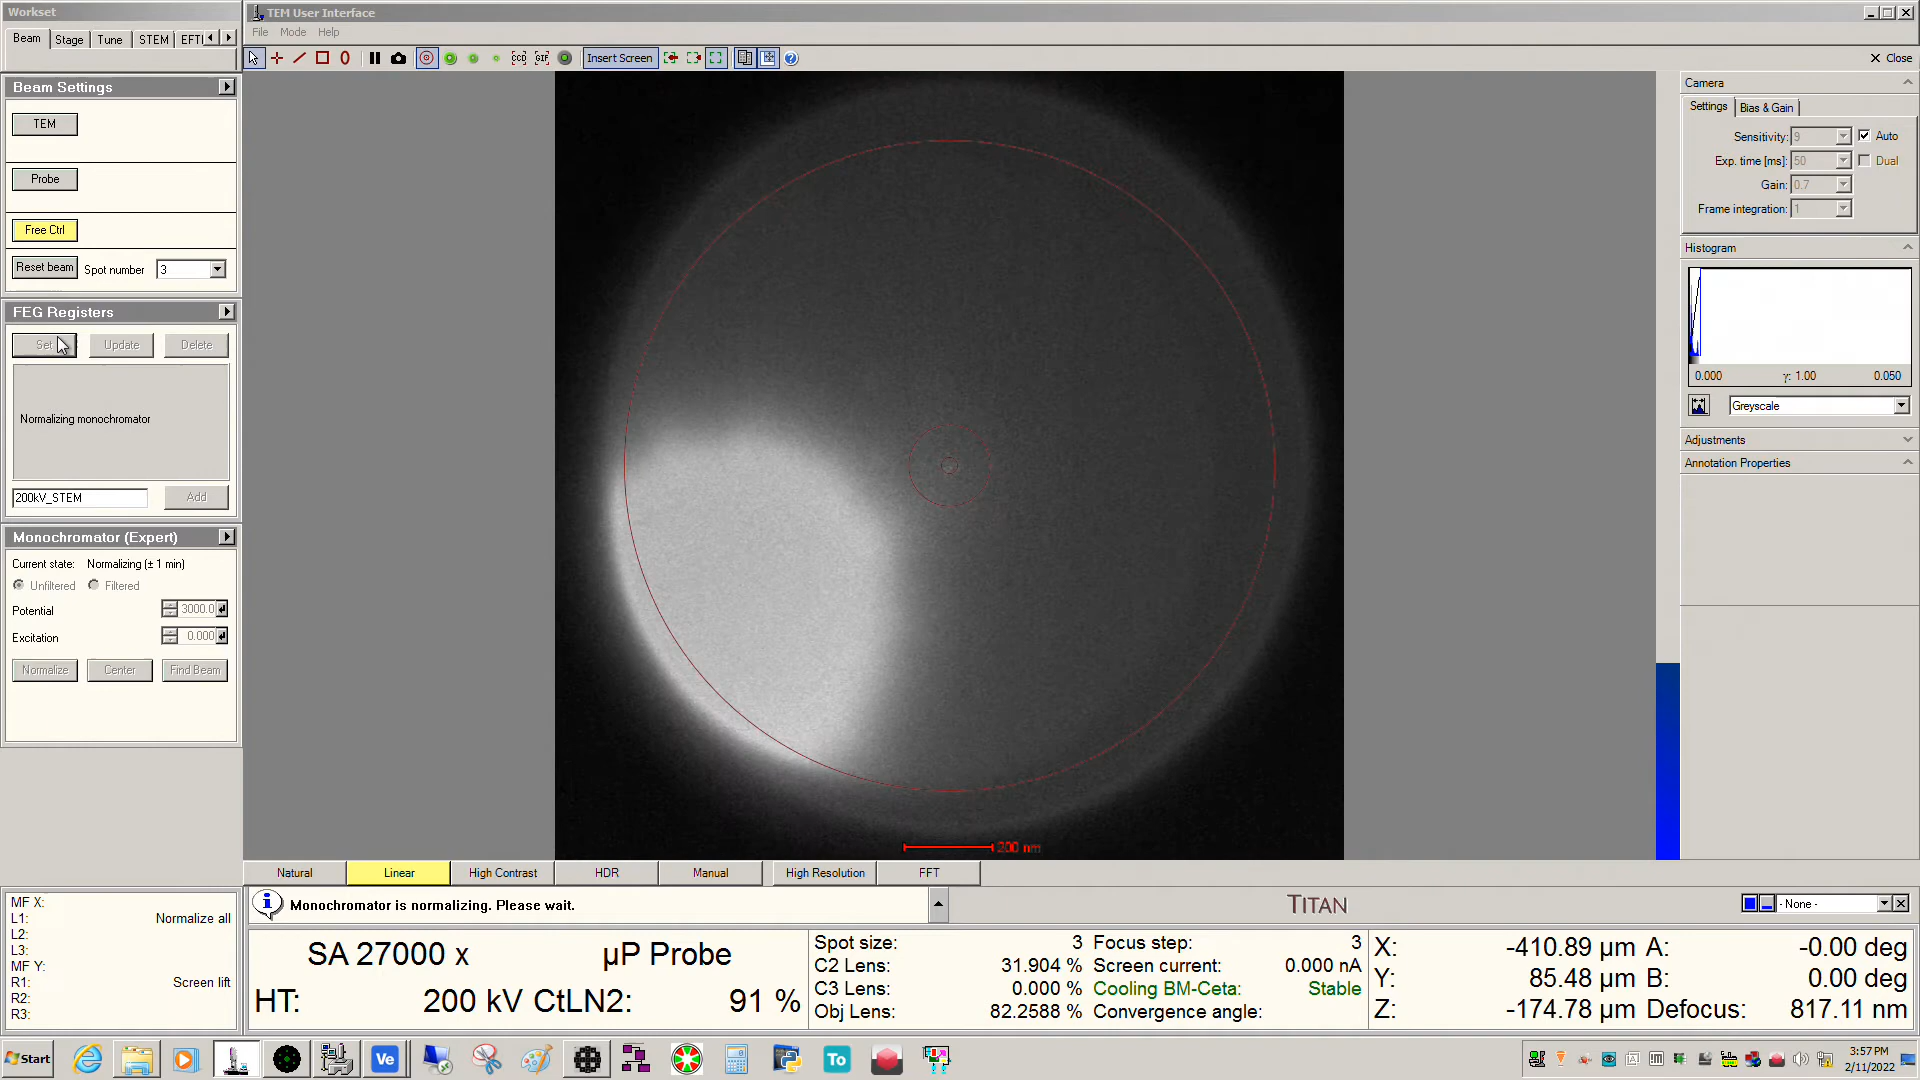 Workset
TEM User Interface
Beam
Stage
Tune
STEM
EFTI
File
Mode
Help
CCD
GIF
Insert Screen
Close
Beam Settings
TEM
Probe
Free Ctrl
Reset beam
Spot number
3
FEG Registers
Set
Update
Delete
Normalizing monochromator
200kV_STEM
Add
Monochromator (Expert)
Current state: Normalizing (± 1 min)
Unfiltered
Filtered
Potential
3000.0
Excitation
0.000
Normalize
Center
Find Beam
200 nm
Camera
Settings
Bias & Gain
Sensitivity: 9
Auto
Exp. time [ms]: 50
Dual
Gain: 0.7
Frame integration: 1
Histogram
0.000
γ: 1.00
0.050
Greyscale
Adjustments
Annotation Properties
Natural
Linear
High Contrast
HDR
Manual
High Resolution
FFT
MF X:
L1: Normalize all
L2:
L3:
MF Y:
R1: Screen lift
R2:
R3:
Monochromator is normalizing. Please wait.
TITAN
- None -
SA 27000 x
µP Probe
HT: 200 kV
CtLN2: 91 %
Spot size: 3
C2 Lens: 31.904 %
C3 Lens: 0.000 %
Obj Lens: 82.2588 %
Focus step: 3
Screen current: 0.000 nA
Cooling BM-Ceta: Stable
Convergence angle:
X: -410.89 µm
A: -0.00 deg
Y: 85.48 µm
B: 0.00 deg
Z: -174.78 µm
Defocus: 817.11 nm
Start
Ve
To
3:57 PM
2/11/2022